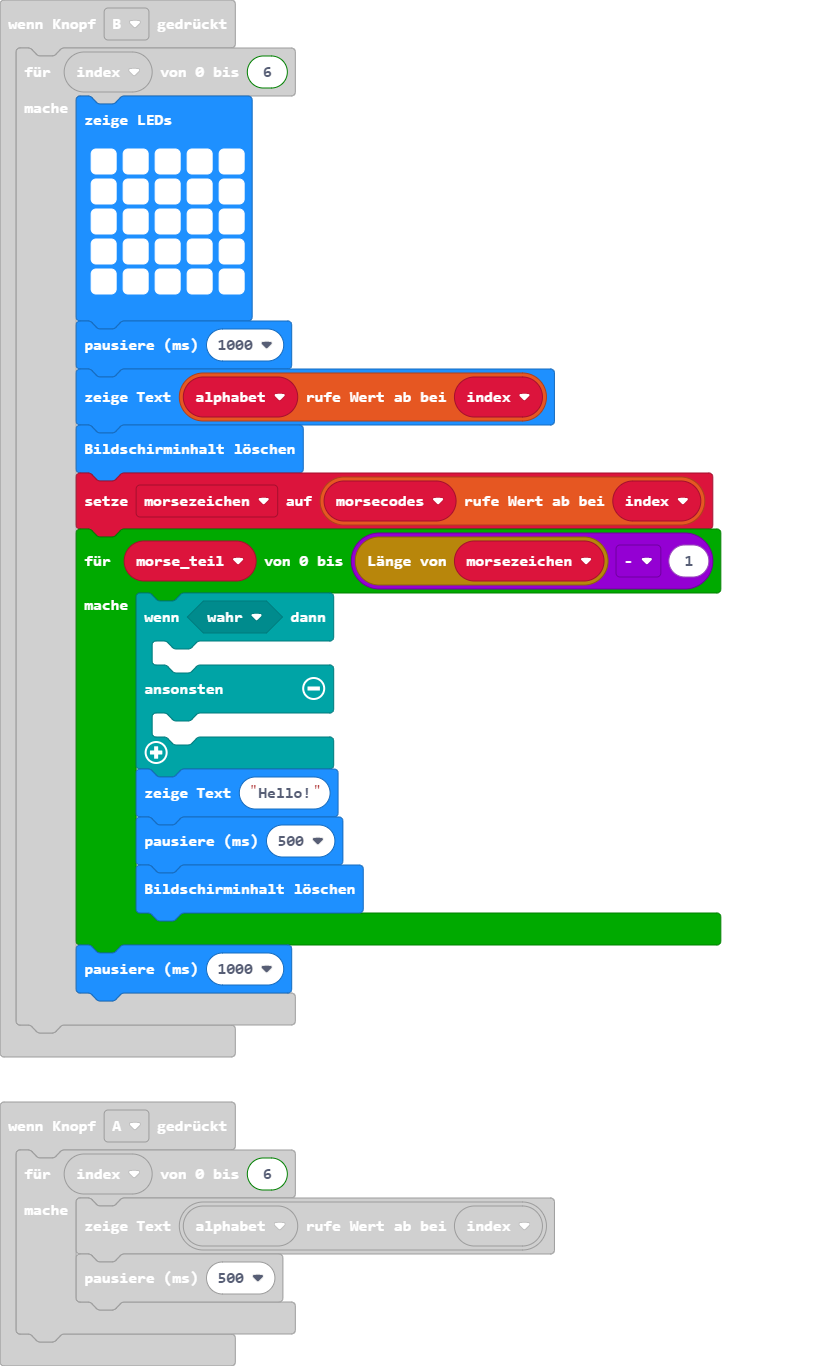 wenn Knopf B gedrückt
für index von 0 bis 6
mache
zeige LEDs
pausiere (ms) 1000
zeige Text alphabet rufe Wert ab bei index
Bildschirminhalt löschen
setze morsezeichen auf morsecodes rufe Wert ab bei index
für morse_teil von 0 bis Länge von morsezeichen - 1
mache
wenn wahr dann
ansonsten
zeige Text "Hello!"
pausiere (ms) 500
Bildschirminhalt löschen
pausiere (ms) 1000
wenn Knopf A gedrückt
für index von 0 bis 6
mache
zeige Text alphabet rufe Wert ab bei index
pausiere (ms) 500